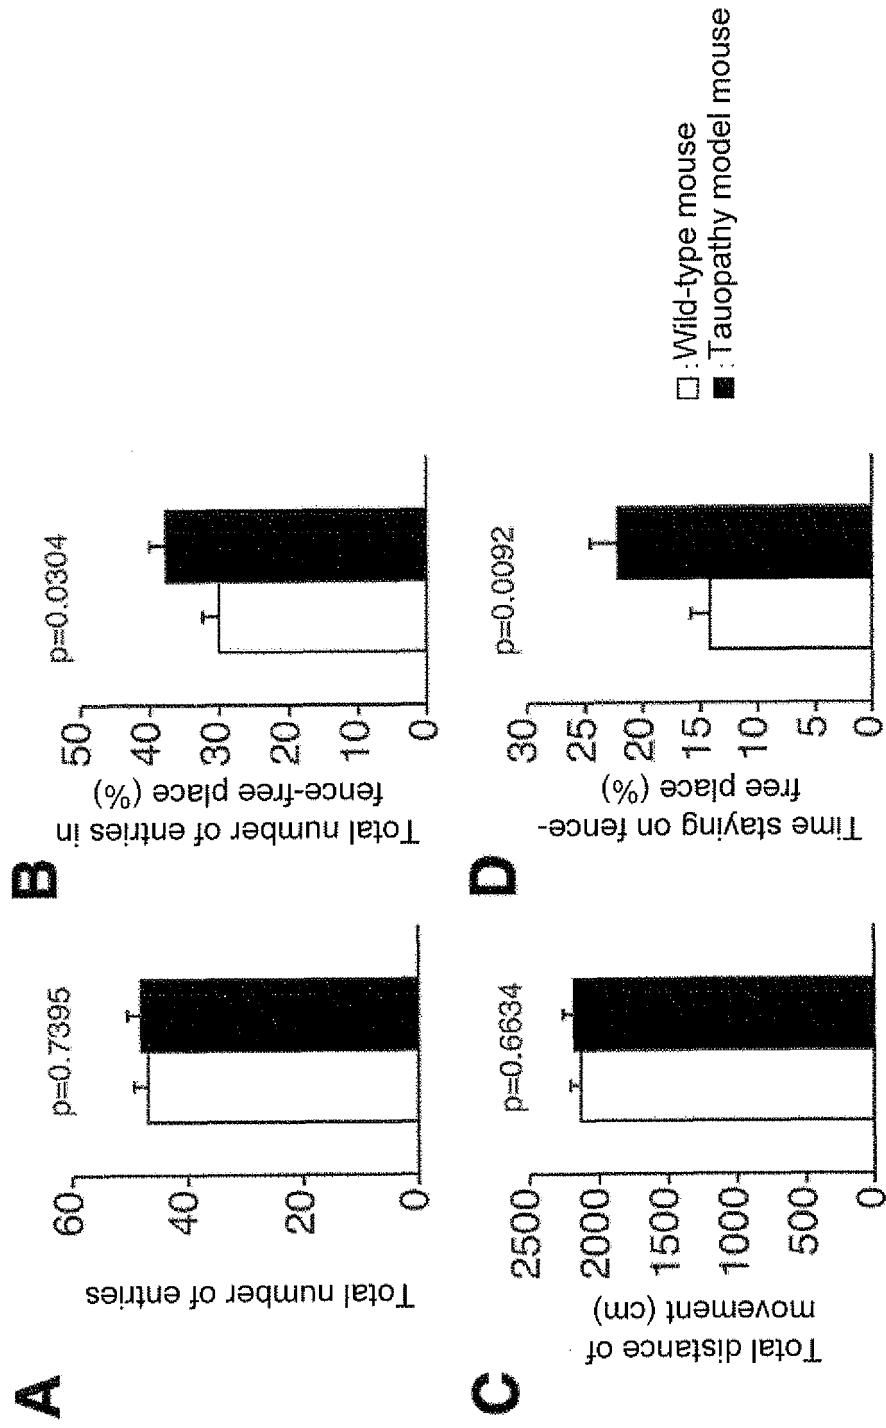 A
Total number of entries
60
40
20
0
p=0.7395
B
Total number of entries in
fence-free place (%)
50
40
30
20
10
0
p=0.0304
C
Total distance of
movement (cm)
2500
2000
1500
1000
500
0
p=0.6634
D
Time staying on fence-
free place (%)
30
25
20
15
10
5
0
p=0.0092
: Wild-type mouse
: Tauopathy model mouse